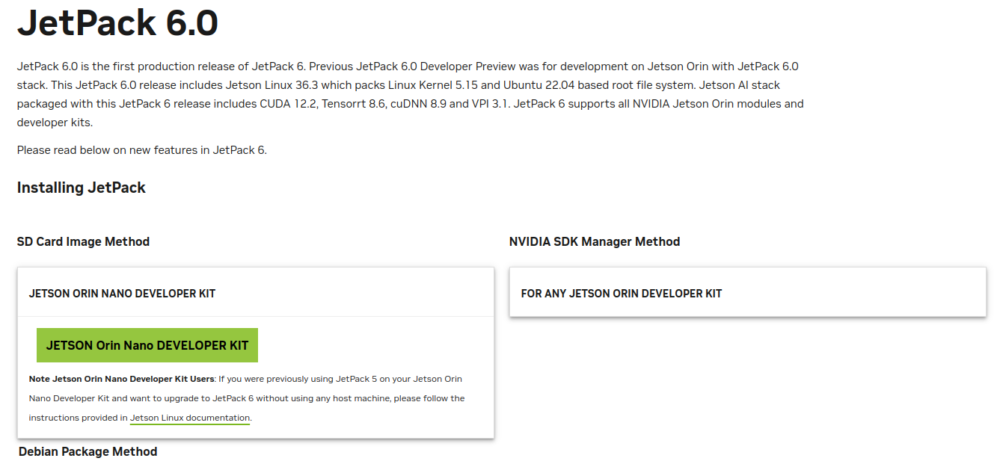 JetPack 6.0
JetPack 6.0 is the first production release of JetPack 6. Previous JetPack 6.0 Developer Preview was for development on Jetson Orin with JetPack 6.0
stack. This JetPack 6.0 release includes Jetson Linux 36.3 which packs Linux Kernel 5.15 and Ubuntu 22.04 based root file system. Jetson AI stack
packaged with this JetPack 6 release includes CUDA 12.2, Tensorrt 8.6, cuDNN 8.9 and VPI 3.1. JetPack 6 supports all NVIDIA Jetson Orin modules and
developer kits.
Please read below on new features in JetPack 6.
Installing JetPack
SD Card Image Method
JETSON ORIN NANO DEVELOPER KIT
JETSON Orin Nano DEVELOPER KIT
Note Jetson Orin Nano Developer Kit Users: If you were previously using JetPack 5 on your Jetson Orin
Nano Developer Kit and want to upgrade to JetPack 6 without using any host machine, please follow the
instructions provided in Jetson Linux documentation.
NVIDIA SDK Manager Method
FOR ANY JETSON ORIN DEVELOPER KIT
Debian Package Method